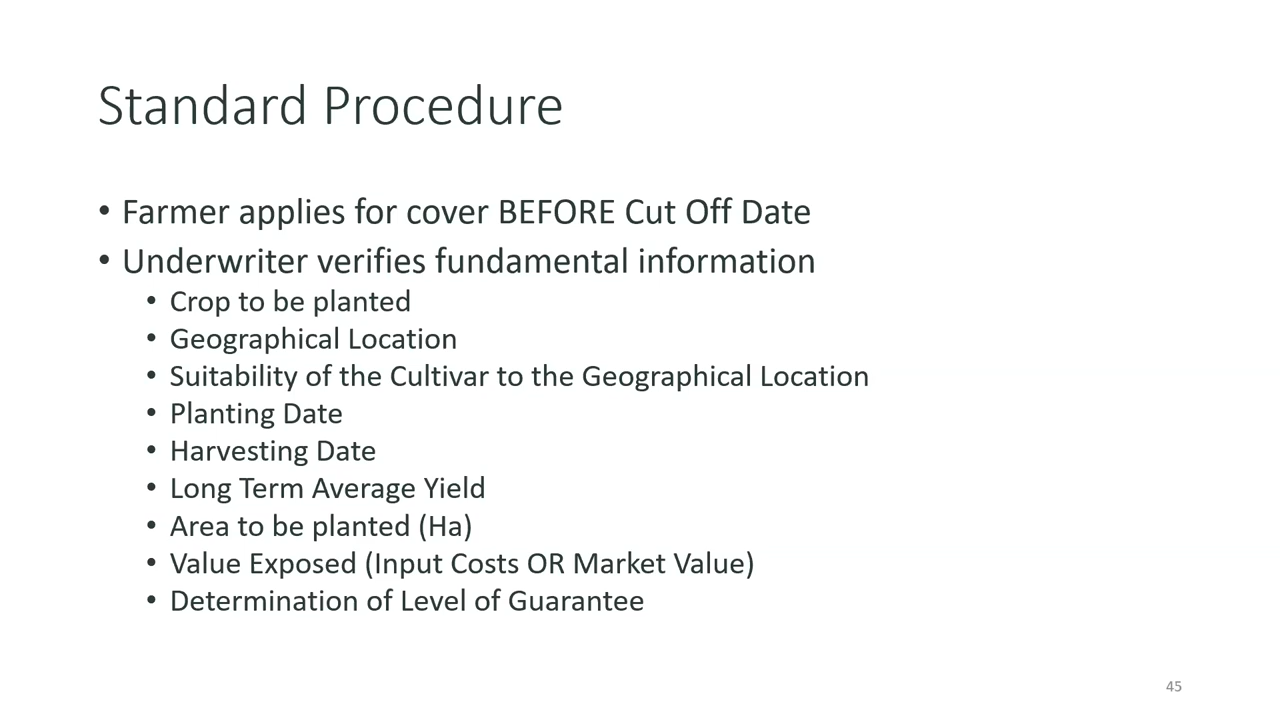 Standard Procedure
• Farmer applies for cover BEFORE Cut Off Date
• Underwriter verifies fundamental information
• Crop to be planted
• Geographical Location
• Suitability of the Cultivar to the Geographical Location
• Planting Date
• Harvesting Date
• Long Term Average Yield
• Area to be planted (Ha)
• Value Exposed (Input Costs OR Market Value)
• Determination of Level of Guarantee
45